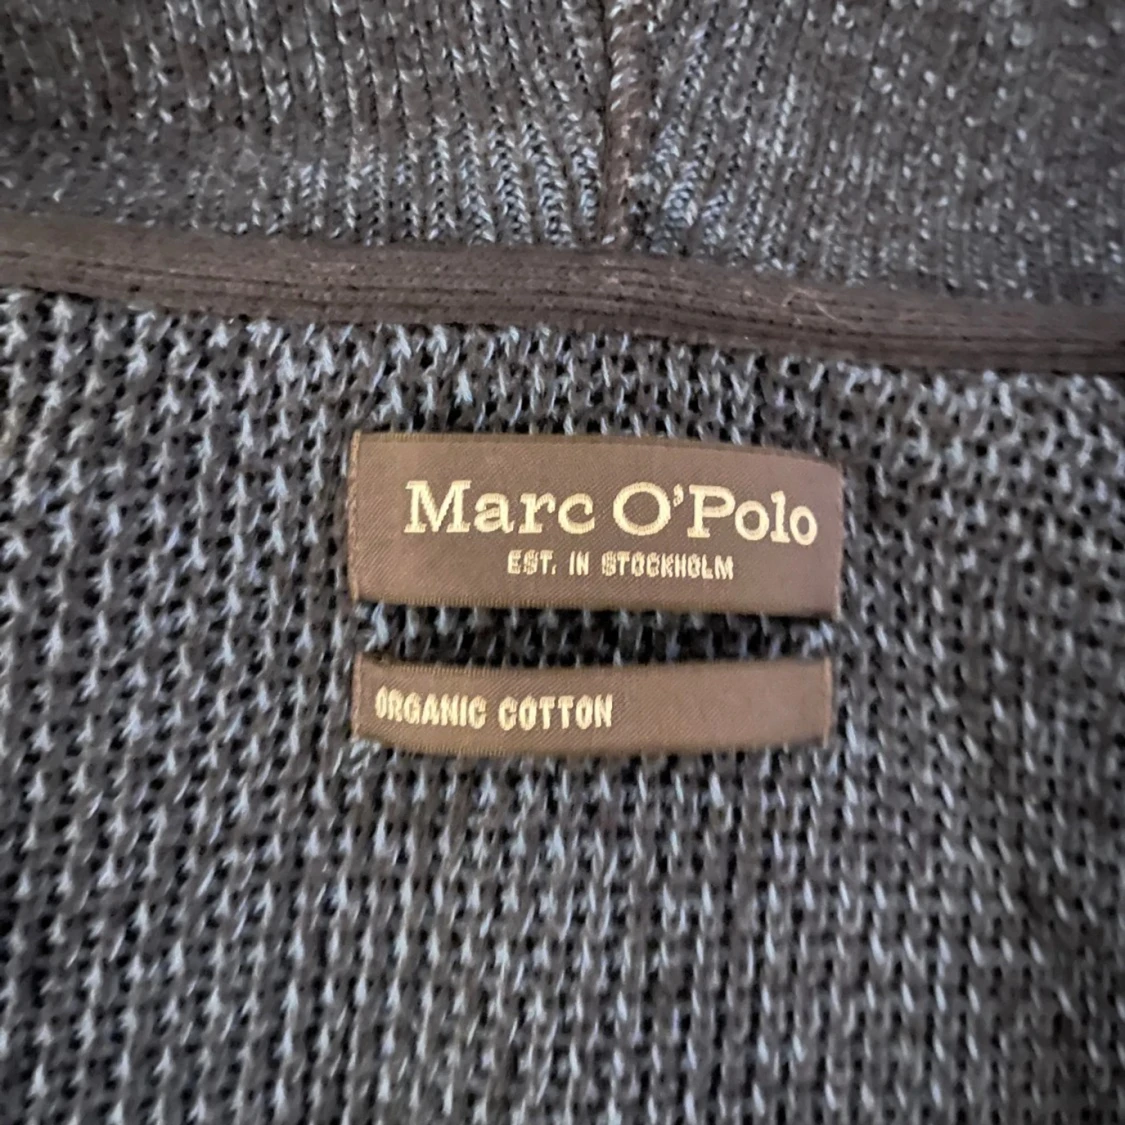 Marc O'Polo
EST. IN STOCKHOLM
ORGANIC COTTON